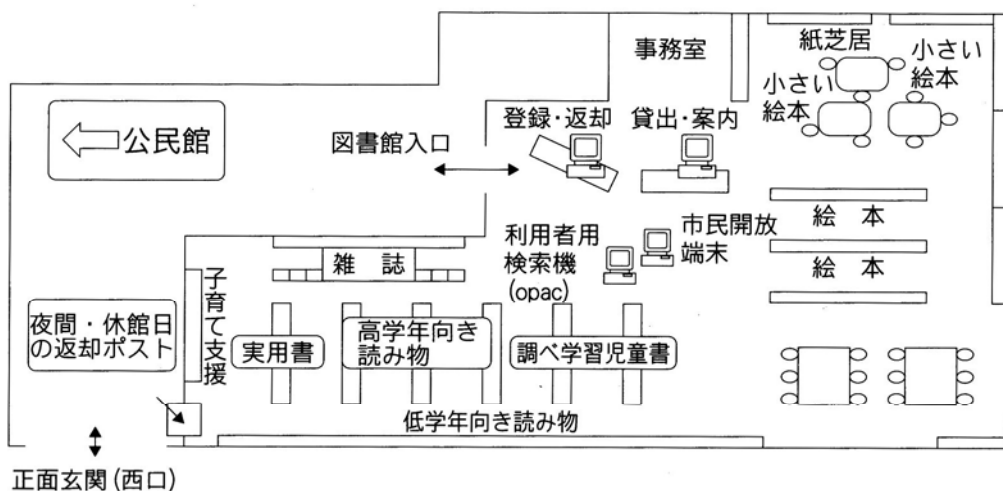 事務室
紙芝居
小さい
絵本
小さい
絵本
公民館
図書館入口
登録・返却
貸出・案内
絵 本
絵 本
利用者用
検索機
(opac)
市民開放
端末
雑 誌
子育て支援
夜間・休館日
の返却ポスト
実用書
高学年向き
読み物
調べ学習児童書
低学年向き読み物
正面玄関(西口)